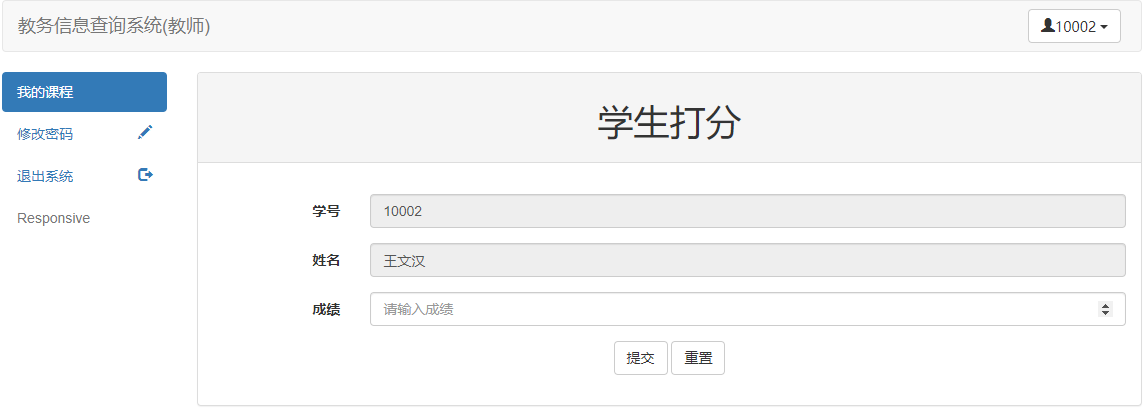 教务信息查询系统(教师)
10002
我的课程
修改密码
退出系统
Responsive
学生打分
学号 10002
姓名 王文汉
成绩 请输入成绩
提交 重置